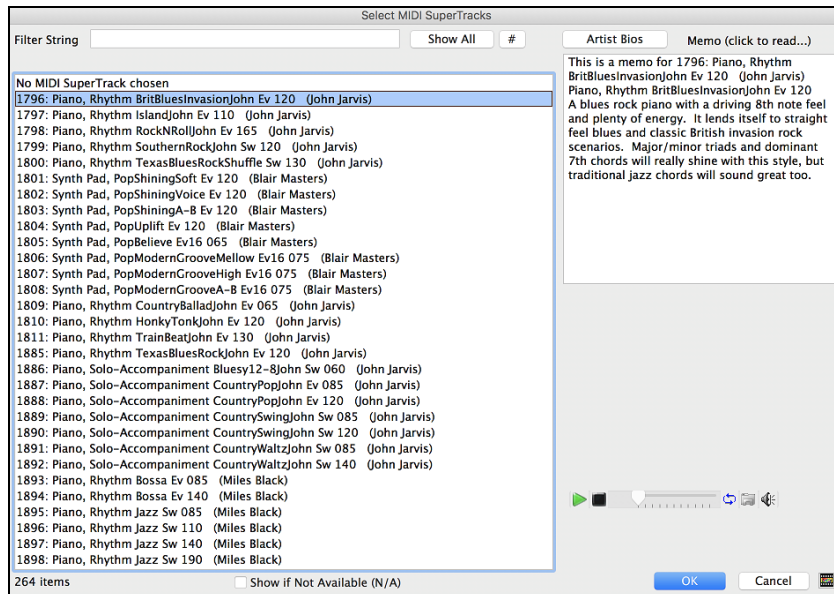 Select MIDI SuperTracks
Filter String
Show All
#
Artist Bios
Memo (click to read...)
No MIDI SuperTrack chosen
1796: Piano, Rhythm BritBluesInvasionJohn Ev 120 (John Jarvis)
1797: Piano, Rhythm IslandJohn Ev 110 (John Jarvis)
1798: Piano, Rhythm RockNRollJohn Ev 165 (John Jarvis)
1799: Piano, Rhythm SouthernRockJohn Sw 120 (John Jarvis)
1800: Piano, Rhythm TexasBluesRockShuffle Sw 130 (John Jarvis)
1801: Synth Pad, PopShiningSoft Ev 120 (Blair Masters)
1802: Synth Pad, PopShiningVoice Ev 120 (Blair Masters)
1803: Synth Pad, PopShiningA-B Ev 120 (Blair Masters)
1804: Synth Pad, PopUplift Ev 120 (Blair Masters)
1805: Synth Pad, PopBelieve Ev16 065 (Blair Masters)
1806: Synth Pad, PopModernGrooveMellow Ev16 075 (Blair Masters)
1807: Synth Pad, PopModernGrooveHigh Ev16 075 (Blair Masters)
1808: Synth Pad, PopModernGrooveA-B Ev16 075 (Blair Masters)
1809: Piano, Rhythm CountryBalladJohn Ev 065 (John Jarvis)
1810: Piano, Rhythm HonkyTonkJohn Ev 120 (John Jarvis)
1811: Piano, Rhythm TrainBeatJohn Ev 130 (John Jarvis)
1885: Piano, Rhythm TexasBluesRockJohn Ev 120 (John Jarvis)
1886: Piano, Solo-Accompaniment Bluesy12-8John Sw 060 (John Jarvis)
1887: Piano, Solo-Accompaniment CountryPopJohn Ev 085 (John Jarvis)
1888: Piano, Solo-Accompaniment CountryPopJohn Ev 120 (John Jarvis)
1889: Piano, Solo-Accompaniment CountrySwingJohn Sw 085 (John Jarvis)
1890: Piano, Solo-Accompaniment CountrySwingJohn Sw 120 (John Jarvis)
1891: Piano, Solo-Accompaniment CountryWaltzJohn Sw 085 (John Jarvis)
1892: Piano, Solo-Accompaniment CountryWaltzJohn Sw 140 (John Jarvis)
1893: Piano, Rhythm Bossa Ev 085 (Miles Black)
1894: Piano, Rhythm Bossa Ev 140 (Miles Black)
1895: Piano, Rhythm Jazz Sw 085 (Miles Black)
1896: Piano, Rhythm Jazz Sw 110 (Miles Black)
1897: Piano, Rhythm Jazz Sw 140 (Miles Black)
1898: Piano, Rhythm Jazz Sw 190 (Miles Black)
This is a memo for 1796: Piano, Rhythm
BritBluesInvasionJohn Ev 120 (John Jarvis)
Piano, Rhythm BritBluesInvasionJohn Ev 120
A blues rock piano with a driving 8th note feel
and plenty of energy. It lends itself to straight
feel blues and classic British invasion rock
scenarios. Major/minor triads and dominant
7th chords will really shine with this style, but
traditional jazz chords will sound great too.
264 items
Show if Not Available (N/A)
OK
Cancel